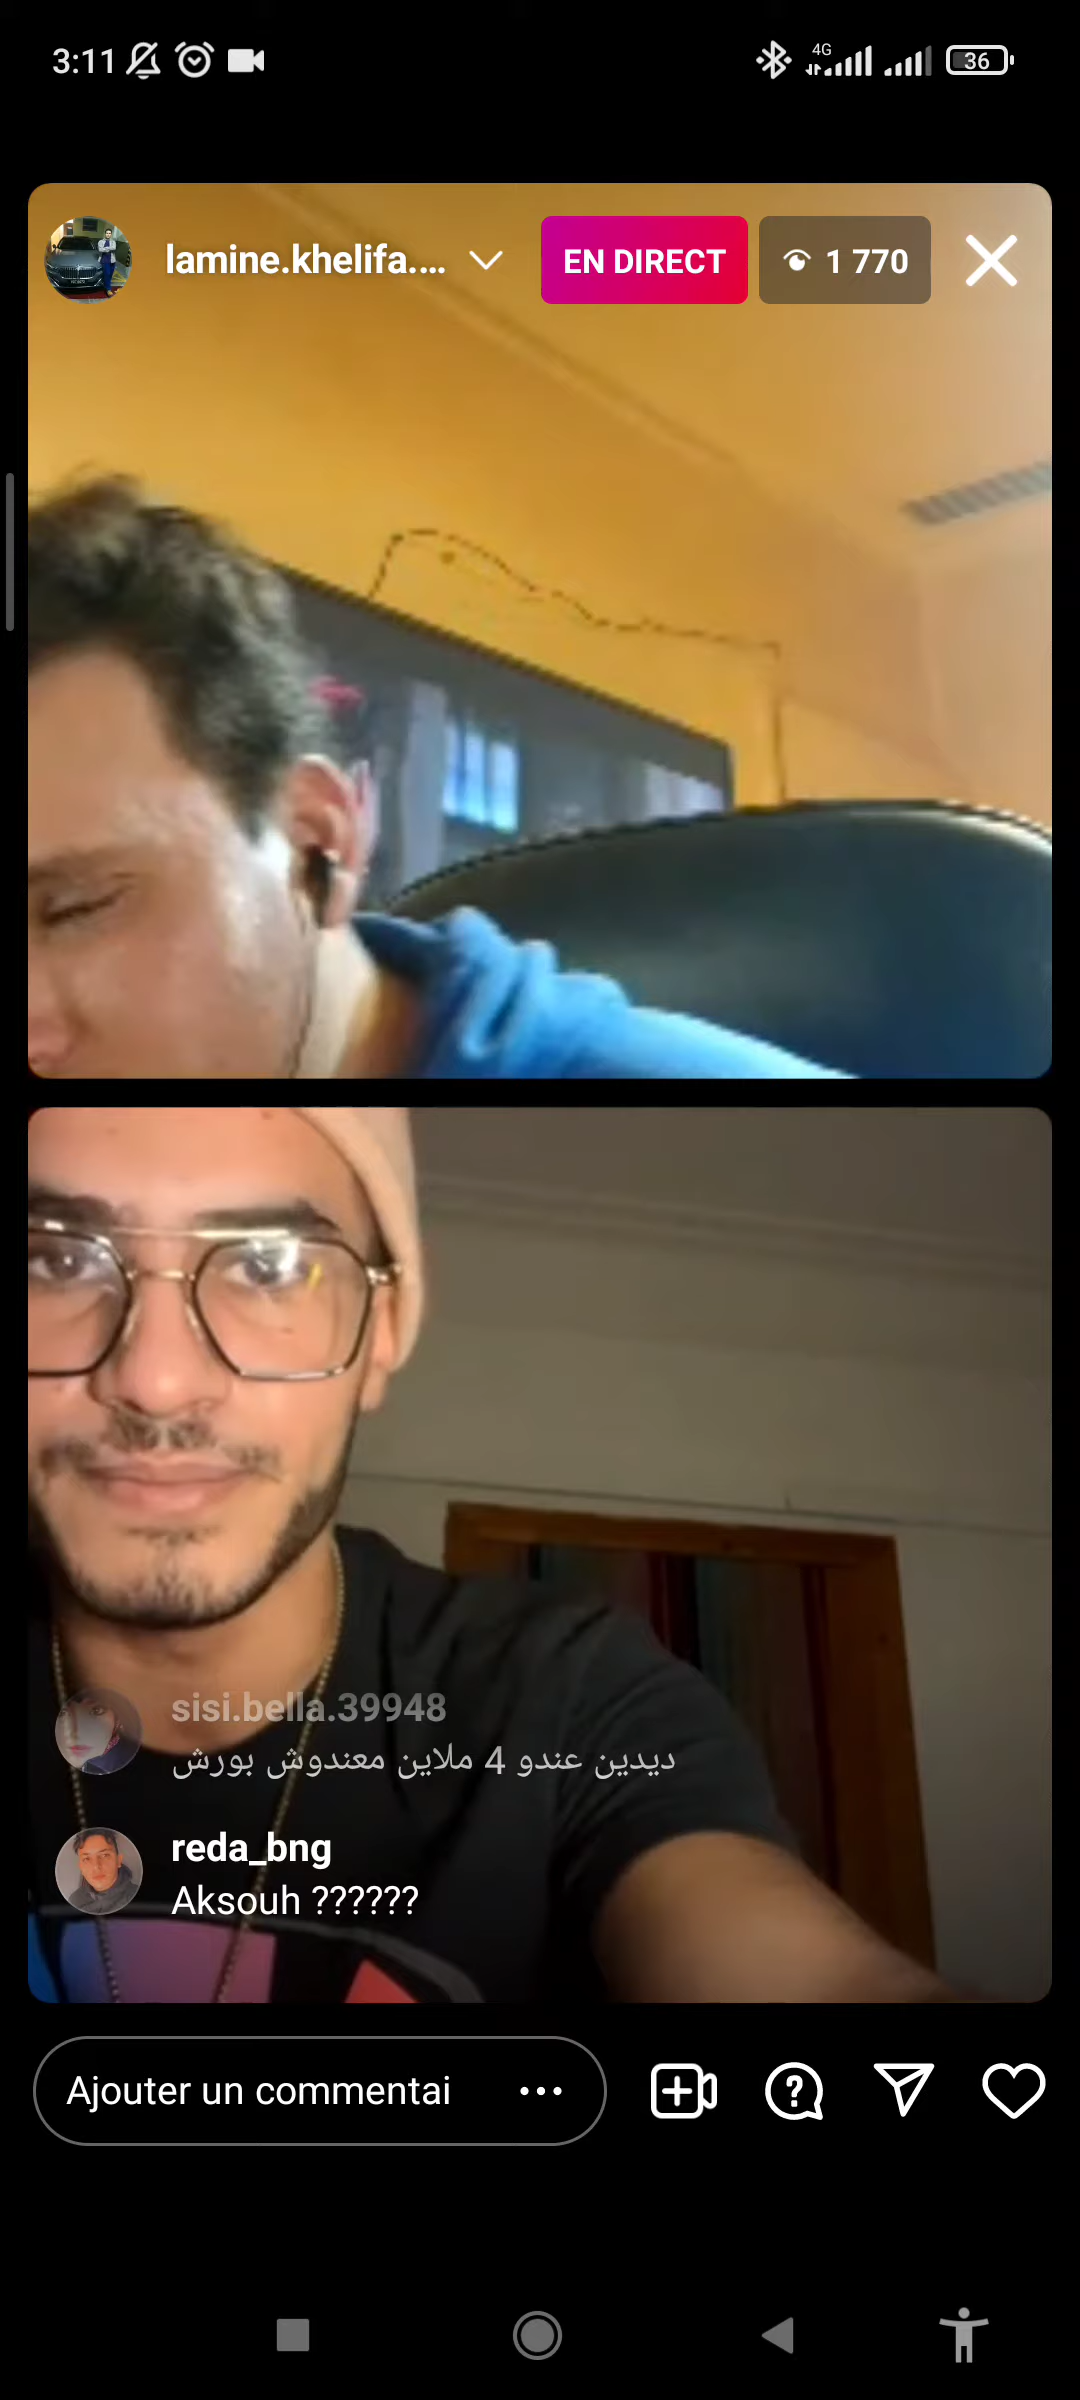 3:11
4G
36
lamine.khelifa....
EN DIRECT
1 770
sisi.bella.39948
ديدين عندو 4 ملاين معندوش بورش
reda_bng
Aksouh ??????
Ajouter un commentai